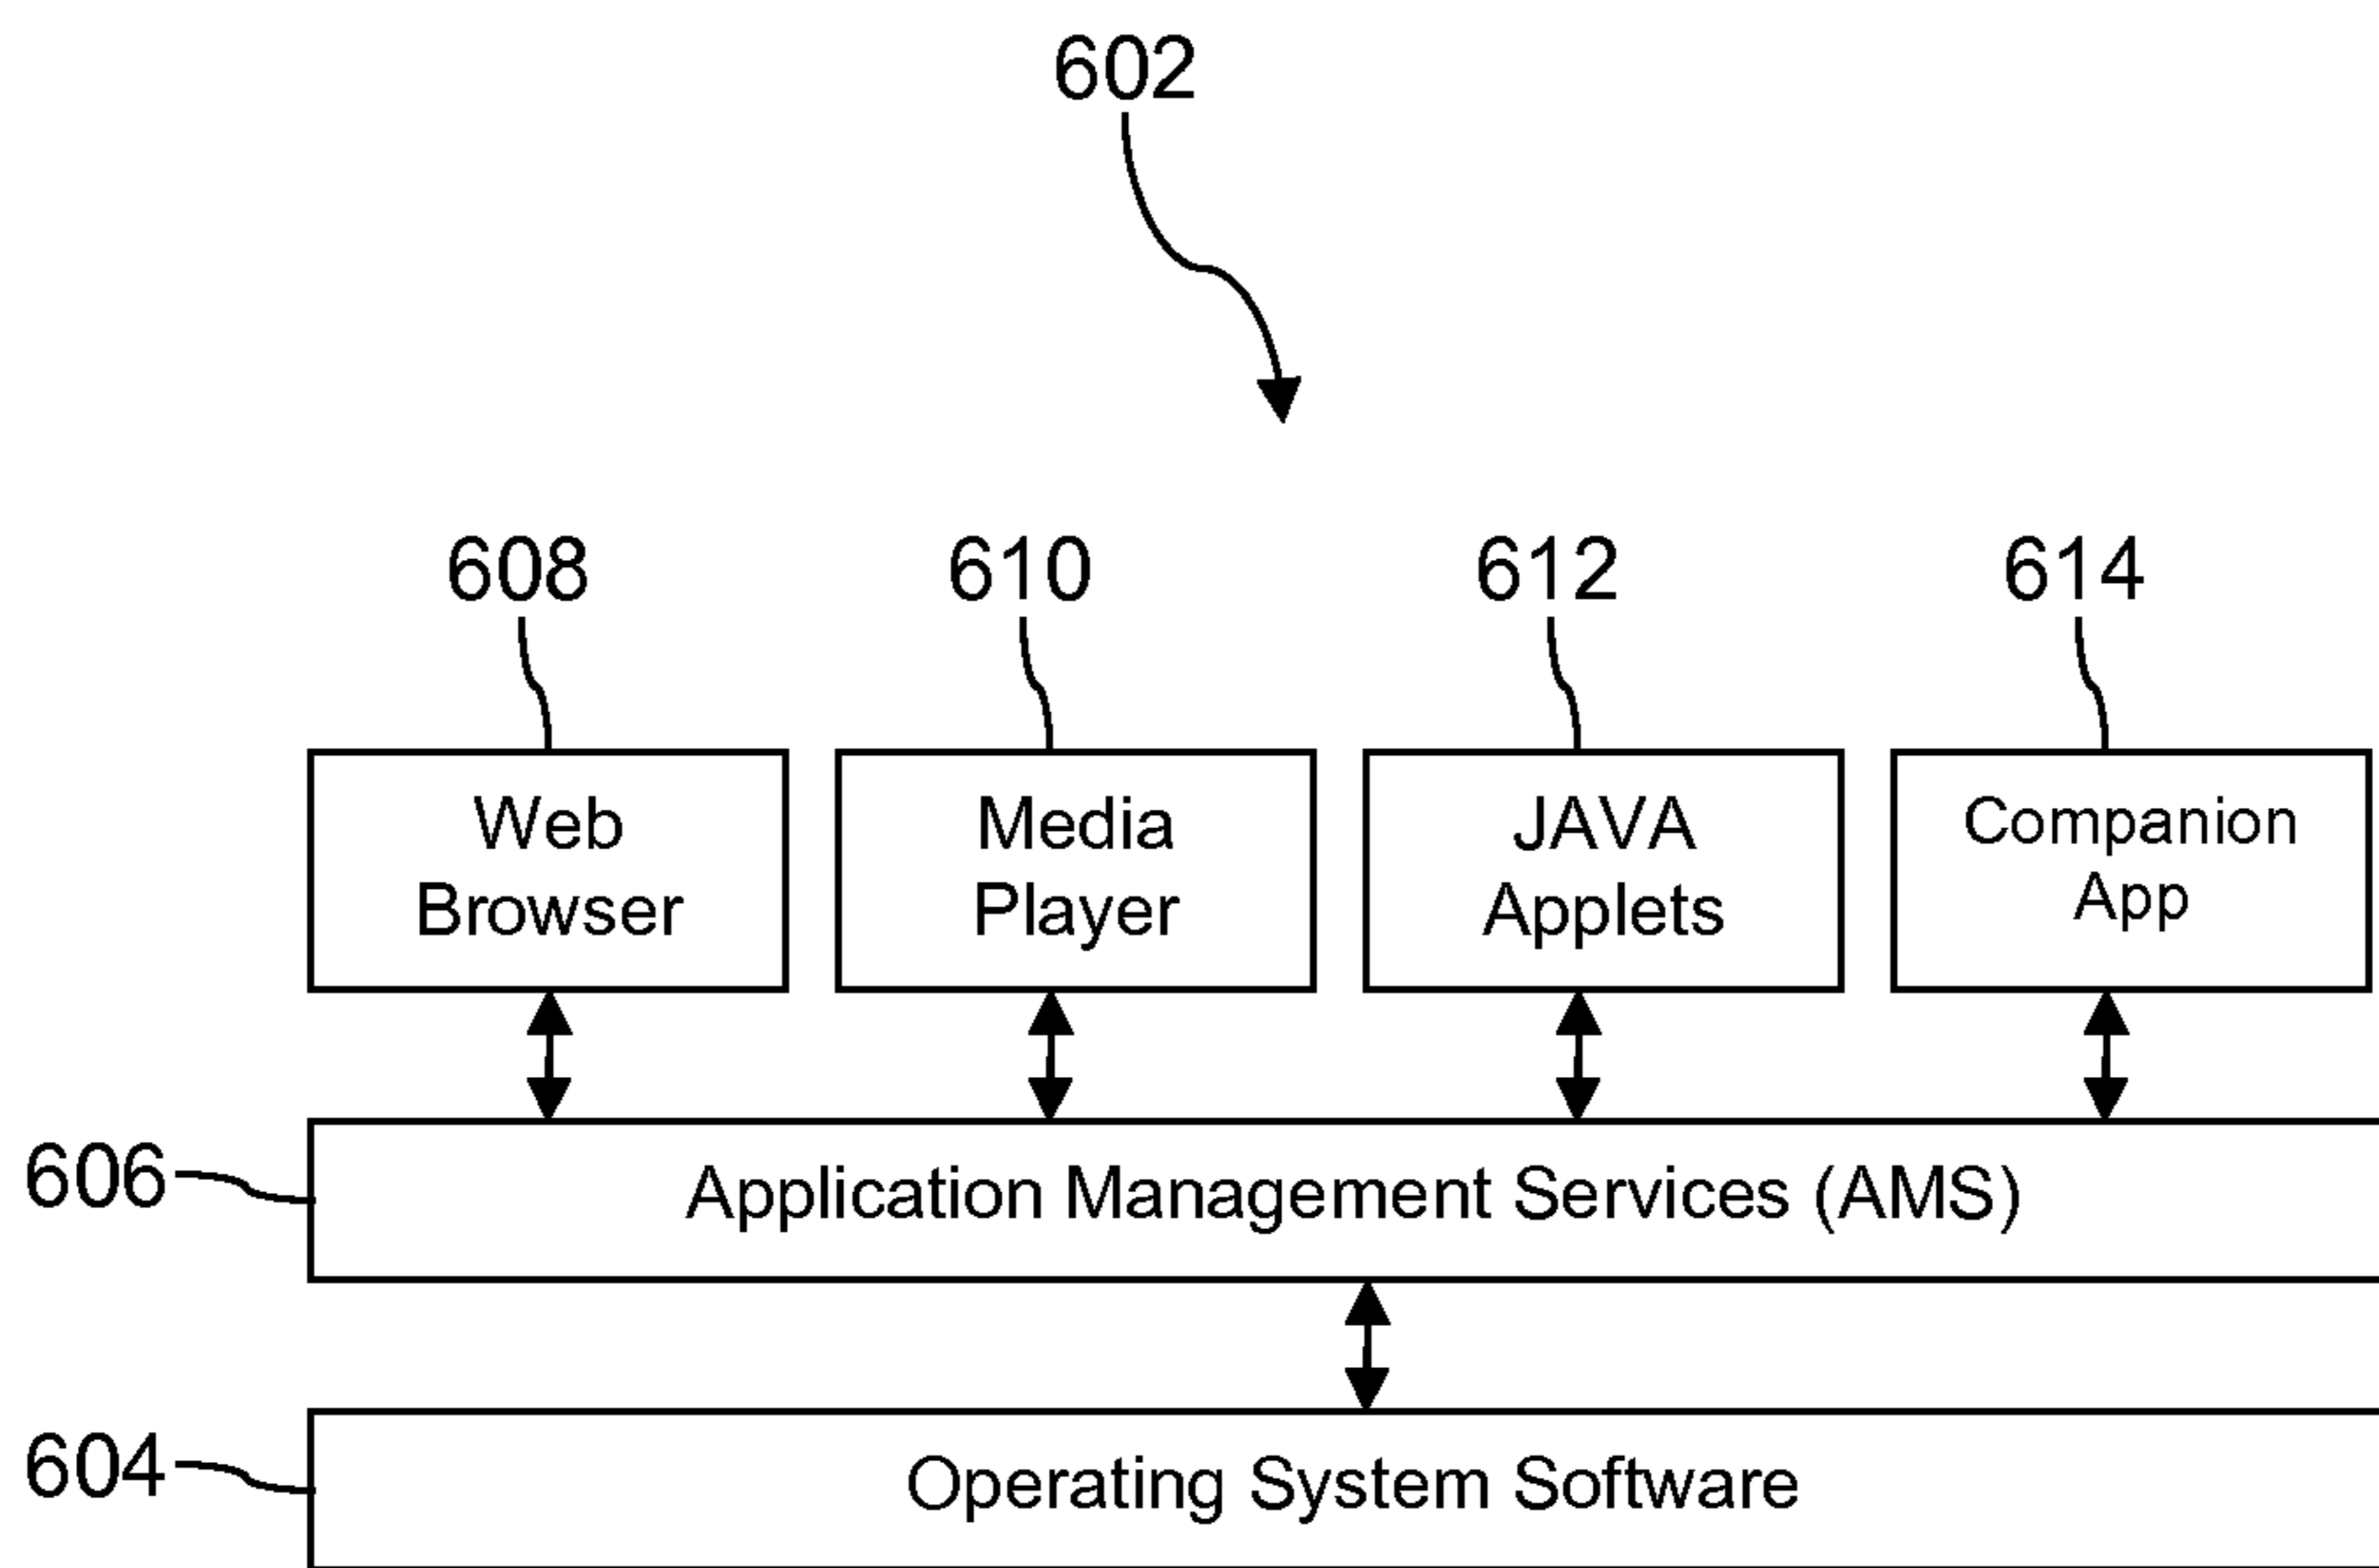 602
608 610 612 614
Web Browser
Media Player
JAVA Applets
Companion App
606
Application Management Services (AMS)
604
Operating System Software